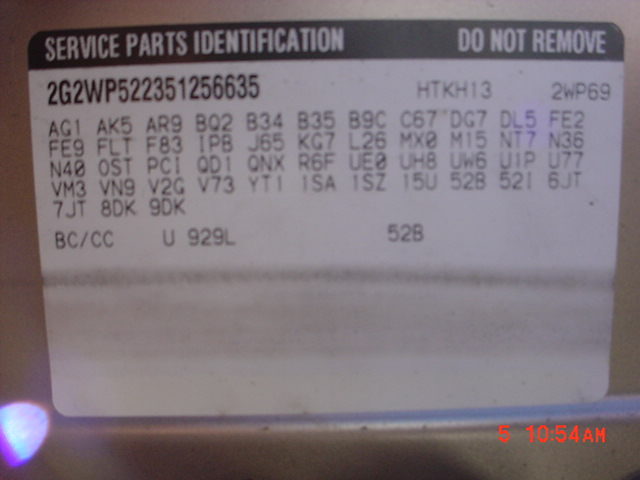 SERVICE PARTS IDENTIFICATION DO NOT REMOVE
2G2WP522351256635 HTKH13 2WP69
AG1 AK5 AR9 BQ2 B34 B35 B9C C67 DG7 DL5 FE2
FE9 FLT F83 IPB J65 KG7 L26 MX0 M15 NT7 N36
N40 OST PCI QD1 QNX R6F UE0 UH8 UW6 U1P U77
VM3 VN9 V2G V73 YT1 1SA 1SZ 15U 52B 52I 6JT
7JT 8DK 9DK
BC/CC U 929L 52B
5 10:54AM